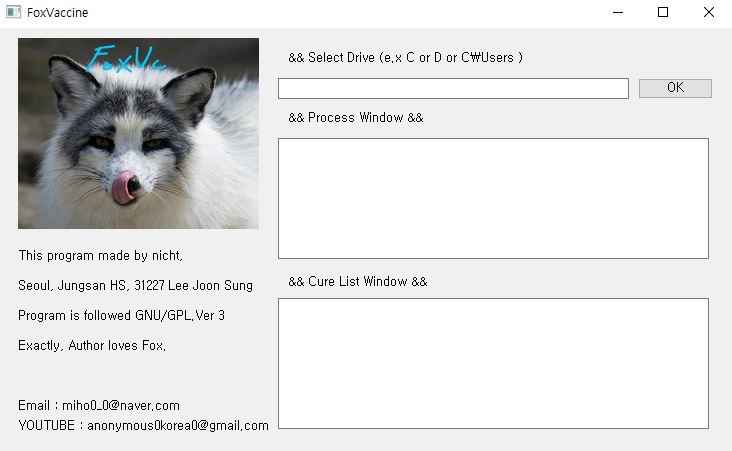 FoxVaccine
FoxVc
&& Select Drive (e.x C or D or C₩Users )
OK
&& Process Window &&
&& Cure List Window &&
This program made by nicht.
Seoul, Jungsan HS, 31227 Lee Joon Sung
Program is followed GNU/GPL.Ver 3
Exactly, Author loves Fox.
Email : miho0_0@naver.com
YOUTUBE : anonymous0korea0@gmail.com